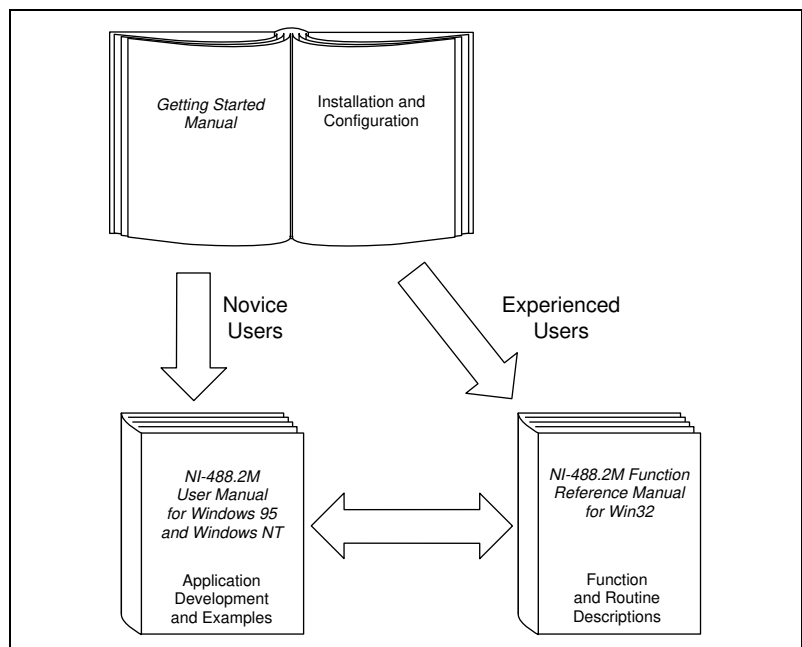 Getting Started
Manual
Installation and
Configuration
Novice
Users
Experienced
Users
NI-488.2M
User Manual
for Windows 95
and Windows NT
Application
Development
and Examples
NI-488.2M Function
Reference Manual
for Win32
Function
and Routine
Descriptions